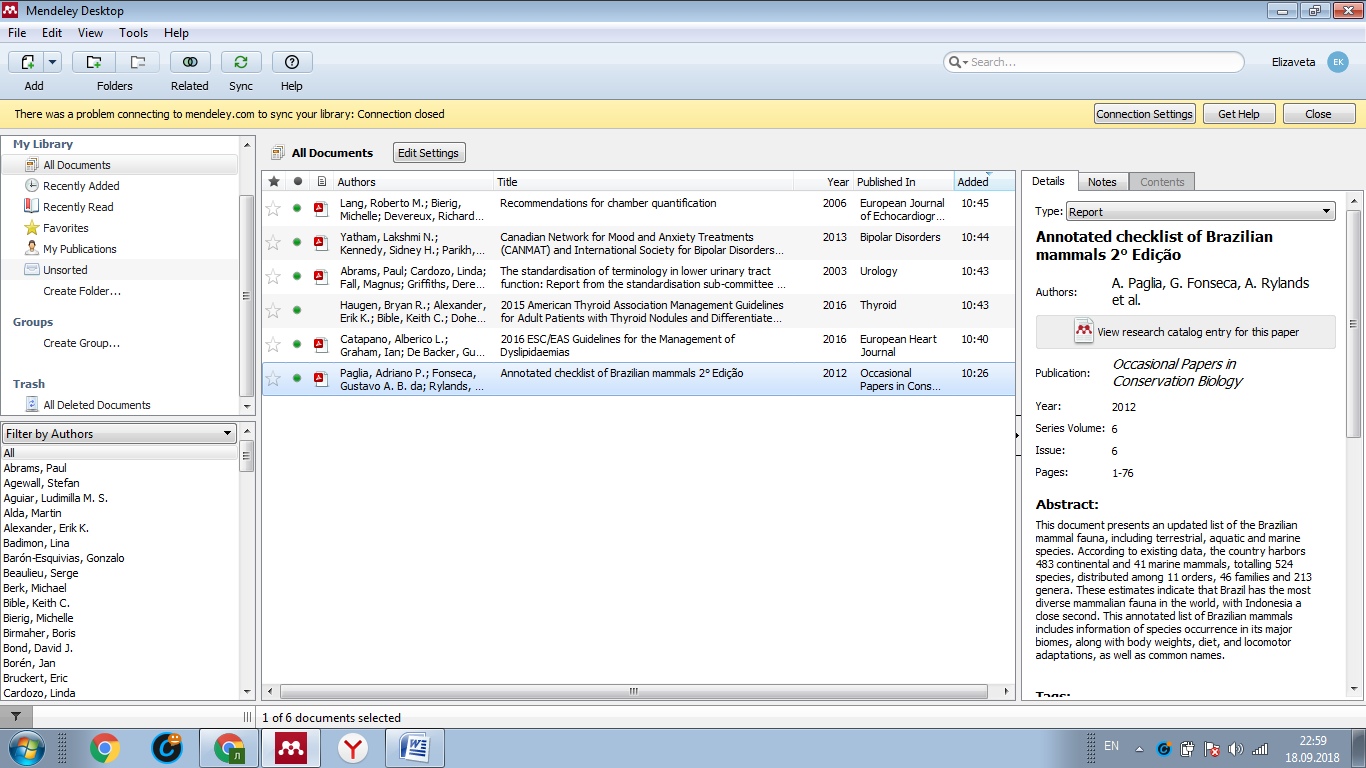 Mendeley Desktop
File Edit View Tools Help
Search...
Elizaveta EK
Add Folders Related Sync Help
There was a problem connecting to mendeley.com to sync your library: Connection closed
Connection Settings Get Help Close
My Library
All Documents
Recently Added
Recently Read
Favorites
My Publications
Unsorted
Create Folder...
Groups
Create Group...
Trash
All Deleted Documents
Filter by Authors
All
Abrams, Paul
Agewall, Stefan
Aguiar, Ludimilla M. S.
Alda, Martin
Alexander, Erik K.
Badimon, Lina
Barón-Esquivias, Gonzalo
Beaulieu, Serge
Berk, Michael
Bible, Keith C.
Bierig, Michelle
Birmaher, Boris
Bond, David J.
Borén, Jan
Bruckert, Eric
Cardozo, Linda
All Documents Edit Settings
Authors Title Year Published In Added
Lang, Roberto M.; Bierig, Recommendations for chamber quantification 2006 European Journal 10:45
Michelle; Devereux, Richard... of Echocardiogr...
Yatham, Lakshmi N.; Canadian Network for Mood and Anxiety Treatments 2013 Bipolar Disorders 10:44
Kennedy, Sidney H.; Parikh,... (CANMAT) and International Society for Bipolar Disorders...
Abrams, Paul; Cardozo, Linda; The standardisation of terminology in lower urinary tract 2003 Urology 10:43
Fall, Magnus; Griffiths, Dere... function: Report from the standardisation sub-committee ...
Haugen, Bryan R.; Alexander, 2015 American Thyroid Association Management Guidelines 2016 Thyroid 10:43
Erik K.; Bible, Keith C.; Dohe... for Adult Patients with Thyroid Nodules and Differentiate...
Catapano, Alberico L.; 2016 ESC/EAS Guidelines for the Management of 2016 European Heart 10:40
Graham, Ian; De Backer, Gu... Dyslipidaemias Journal
Paglia, Adriano P.; Fonseca, Annotated checklist of Brazilian mammals 2° Edição 2012 Occasional 10:26
Gustavo A. B. da; Rylands, ... Papers in Cons...
Details Notes Contents
Type: Report
Annotated checklist of Brazilian
mammals 2° Edição
Authors: A. Paglia, G. Fonseca, A. Rylands
et al.
View research catalog entry for this paper
Publication: Occasional Papers in
Conservation Biology
Year: 2012
Series Volume: 6
Issue: 6
Pages: 1-76
Abstract:
This document presents an updated list of the Brazilian
mammal fauna, including terrestrial, aquatic and marine
species. According to existing data, the country harbors
483 continental and 41 marine mammals, totalling 524
species, distributed among 11 orders, 46 families and 213
genera. These estimates indicate that Brazil has the most
diverse mammalian fauna in the world, with Indonesia a
close second. This annotated list of Brazilian mammals
includes information of species occurrence in its major
biomes, along with body weights, diet, and locomotor
adaptations, as well as common names.
Tags:
1 of 6 documents selected
EN
22:59
18.09.2018